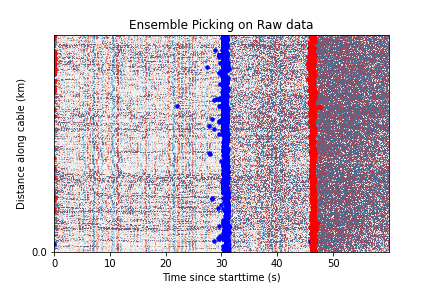 Ensemble Picking on Raw data
Distance along cable (km)
0.0
0 10 20 30 40 50
Time since starttime (s)